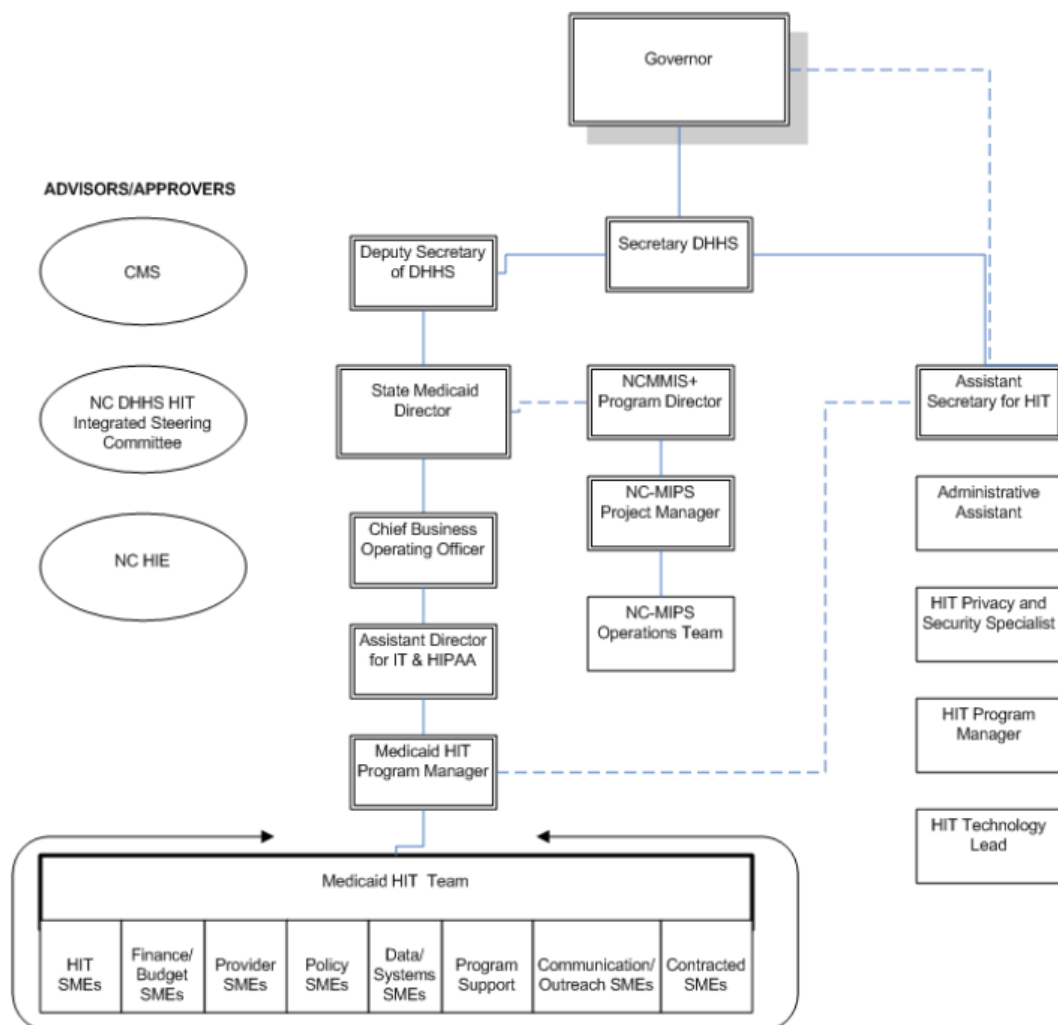 Governor
ADVISORS/APPROVERS
CMS
NC DHHS HIT
Integrated Steering
Committee
NC HIE
Secretary DHHS
Deputy Secretary
of DHHS
State Medicaid
Director
Chief Business
Operating Officer
Assistant Director
for IT & HIPAA
Medicaid HIT
Program Manager
NCMMIS+
Program Director
NC-MIPS
Project Manager
NC-MIPS
Operations Team
Assistant
Secretary for HIT
Administrative
Assistant
HIT Privacy and
Security Specialist
HIT Program
Manager
HIT Technology
Lead
Medicaid HIT Team
HIT
SMEs
Finance/
Budget
SMEs
Provider
SMEs
Policy
SMEs
Data/
Systems
SMEs
Program
Support
Communication/
Outreach SMEs
Contracted
SMEs